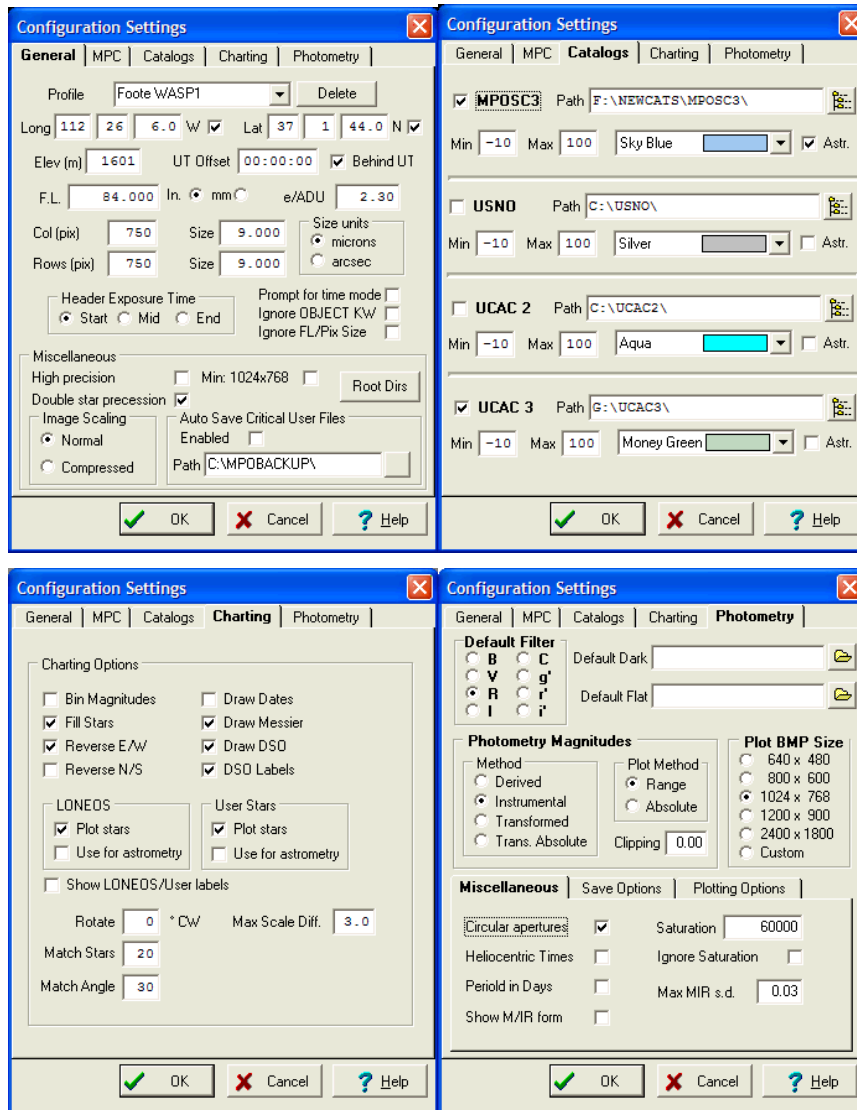 Configuration Settings
General MPC Catalogs Charting Photometry
Profile Foote WASP1 Delete
Long 112 26 6.0 W Lat 37 1 44.0 N
Elev (m) 1601 UT Offset 00:00:00 Behind UT
F.L. 84.000 In. mm e/ADU 2.30
Size units
Col (pix) 750 Size 9.000 microns
Rows (pix) 750 Size 9.000 arcsec
Header Exposure Time
Start Mid End
Prompt for time mode
Ignore OBJECT KW
Ignore FL/Pix Size
Miscellaneous
High precision Min: 1024x768 Root Dirs
Double star precession
Image Scaling
Normal
Compressed
Auto Save Critical User Files
Enabled
Path C:\MPOBACKUP\
OK Cancel Help
Configuration Settings
General MPC Catalogs Charting Photometry
MPOSC3 Path F:\NEWCATS\MPOSC3\
Min -10 Max 100 Sky Blue Astr.
USNO Path C:\USNO\
Min -10 Max 100 Silver Astr.
UCAC 2 Path C:\UCAC2\
Min -10 Max 100 Aqua Astr.
UCAC 3 Path G:\UCAC3\
Min -10 Max 100 Money Green Astr.
OK Cancel Help
Configuration Settings
General MPC Catalogs Charting Photometry
Charting Options
Bin Magnitudes Draw Dates
Fill Stars Draw Messier
Reverse E/W Draw DSO
Reverse N/S DSO Labels
LONEOS User Stars
Plot stars Plot stars
Use for astrometry Use for astrometry
Show LONEOS/User labels
Rotate 0 ° CW Max Scale Diff. 3.0
Match Stars 20
Match Angle 30
OK Cancel Help
Configuration Settings
General MPC Catalogs Charting Photometry
Default Filter
B C
V g'
R r'
I i'
Default Dark
Default Flat
Photometry Magnitudes
Method
Derived
Instrumental
Transformed
Trans. Absolute
Plot Method
Range
Absolute
Clipping 0.00
Plot BMP Size
640 x 480
800 x 600
1024 x 768
1200 x 900
2400 x 1800
Custom
Miscellaneous Save Options Plotting Options
Circular apertures Saturation 60000
Heliocentric Times Ignore Saturation
Periold in Days Max MIR s.d. 0.03
Show M/IR form
OK Cancel Help